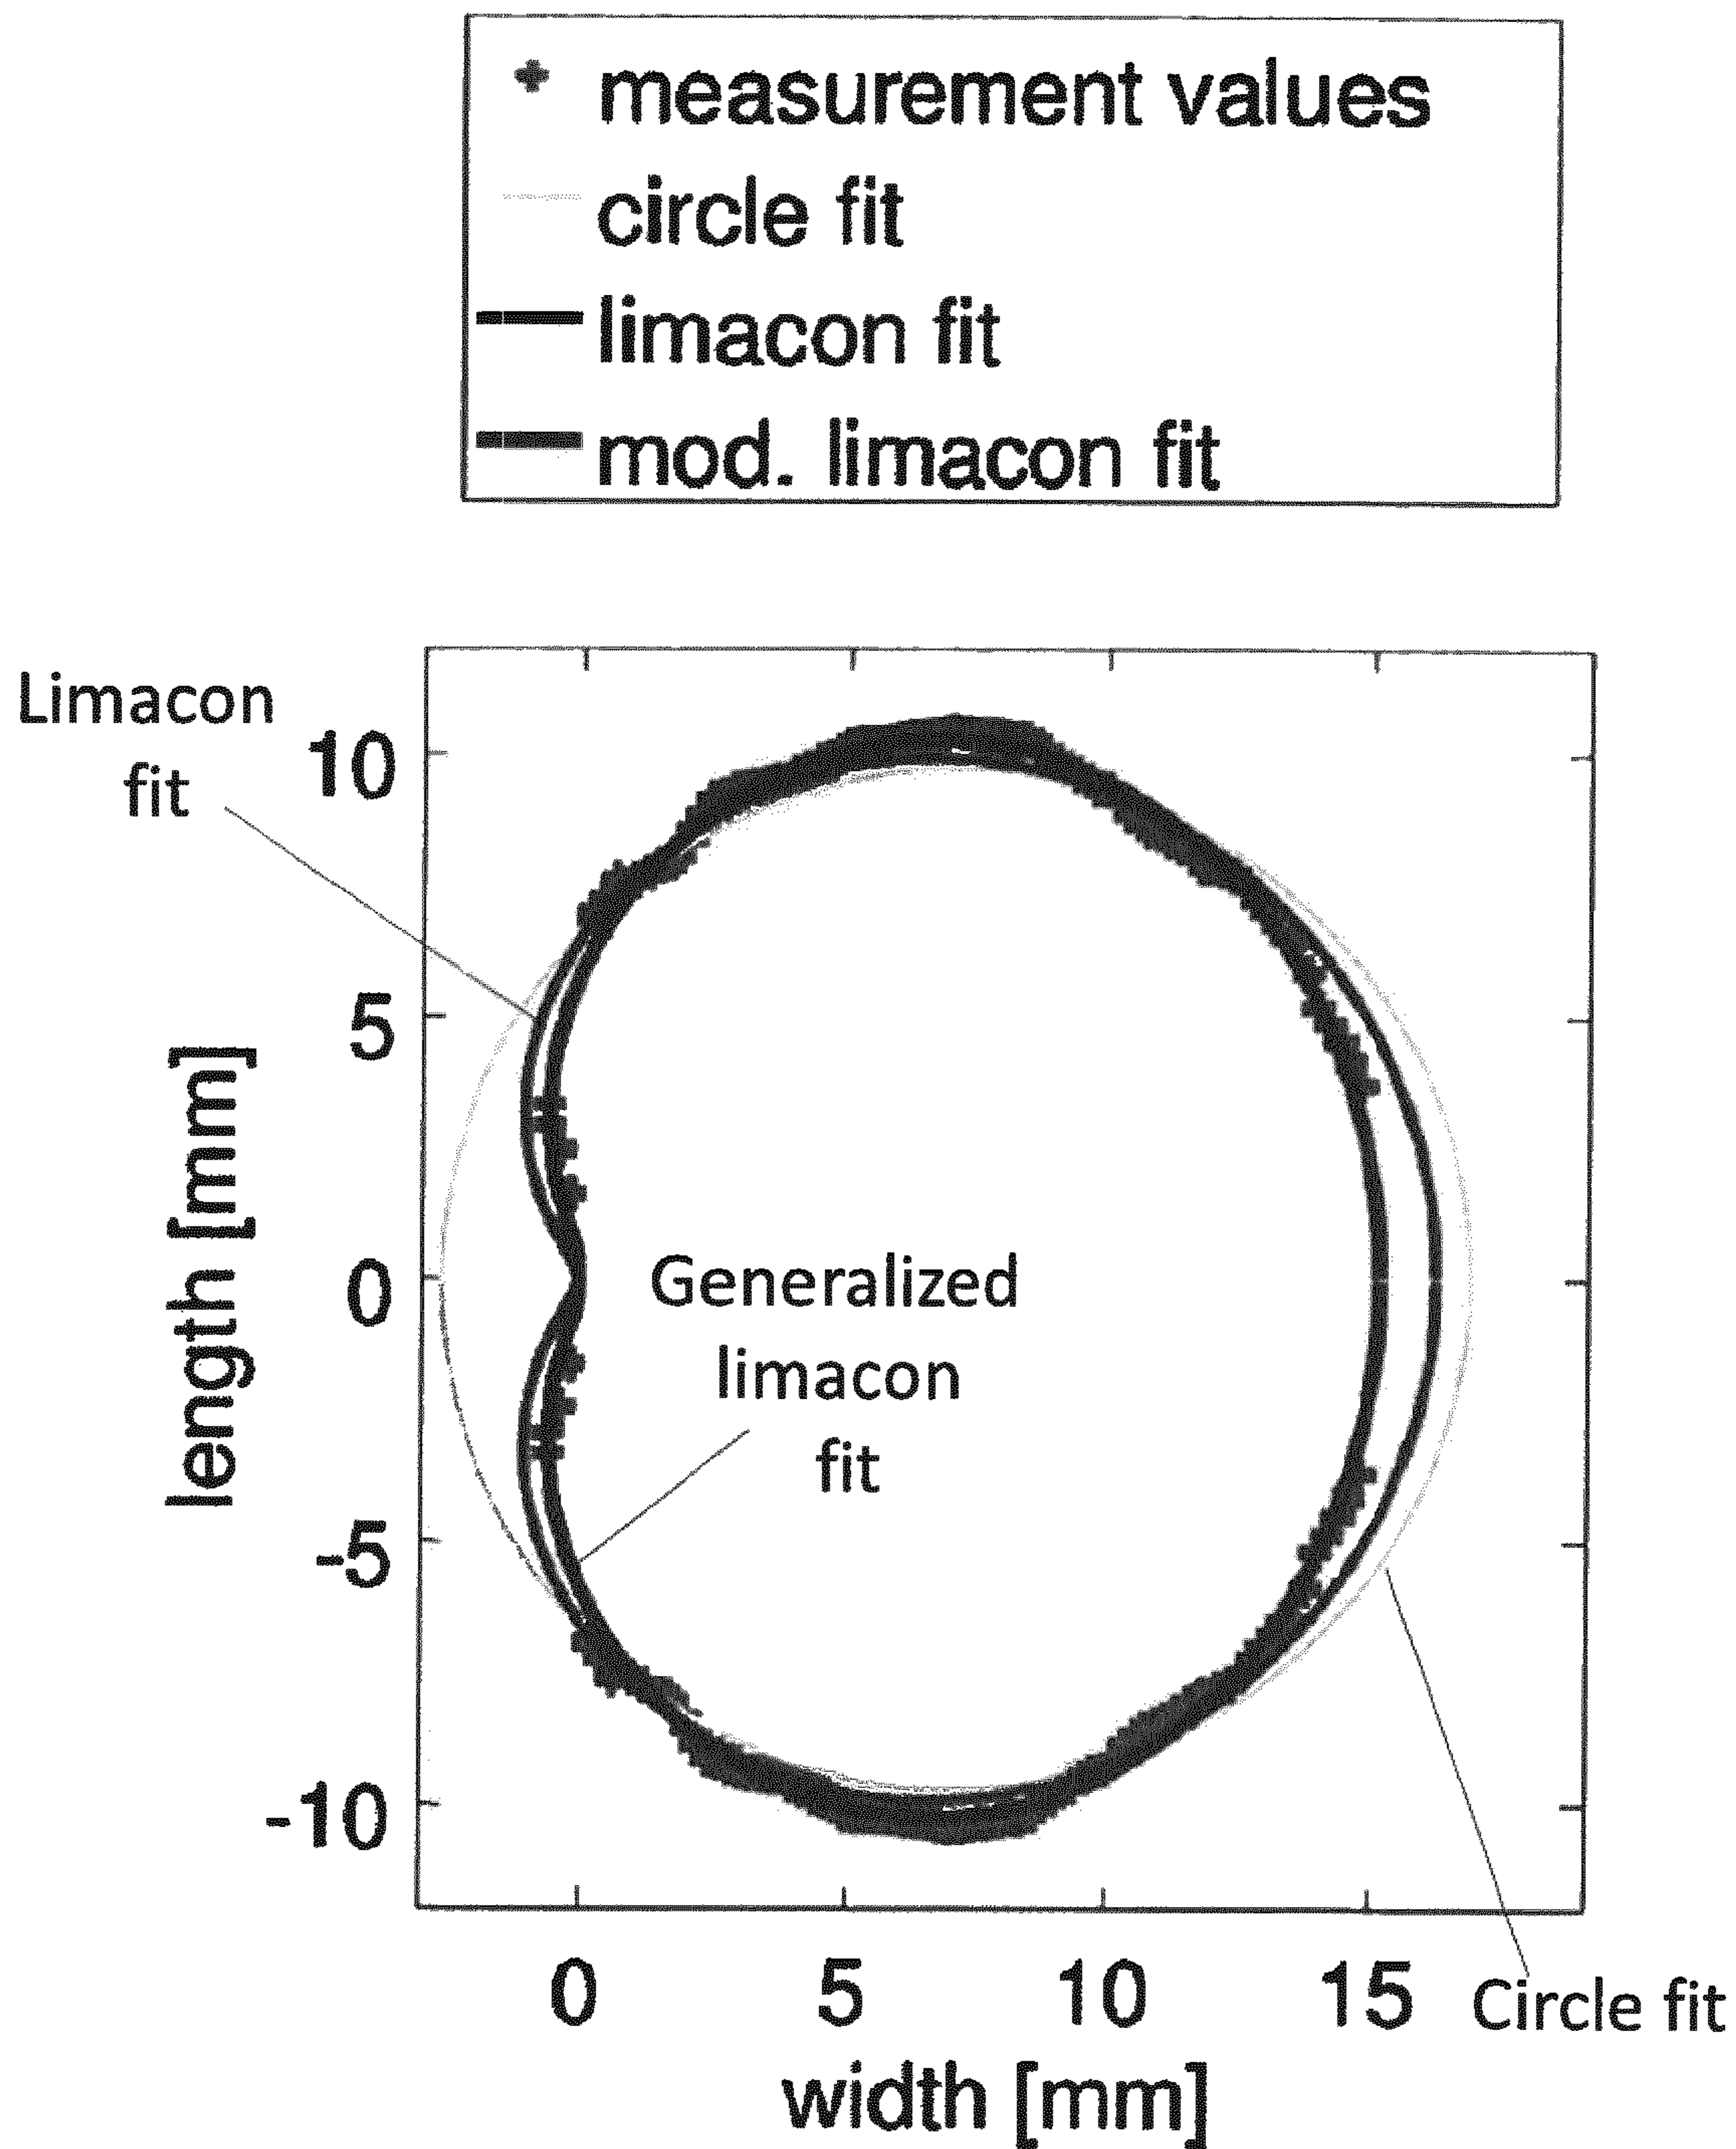 measurement values
circle fit
limacon fit
mod. limacon fit
Limacon
fit
10
5
0
-5
-10
length [mm]
Generalized
limacon
fit
0
5
10
15
Circle fit
width [mm]